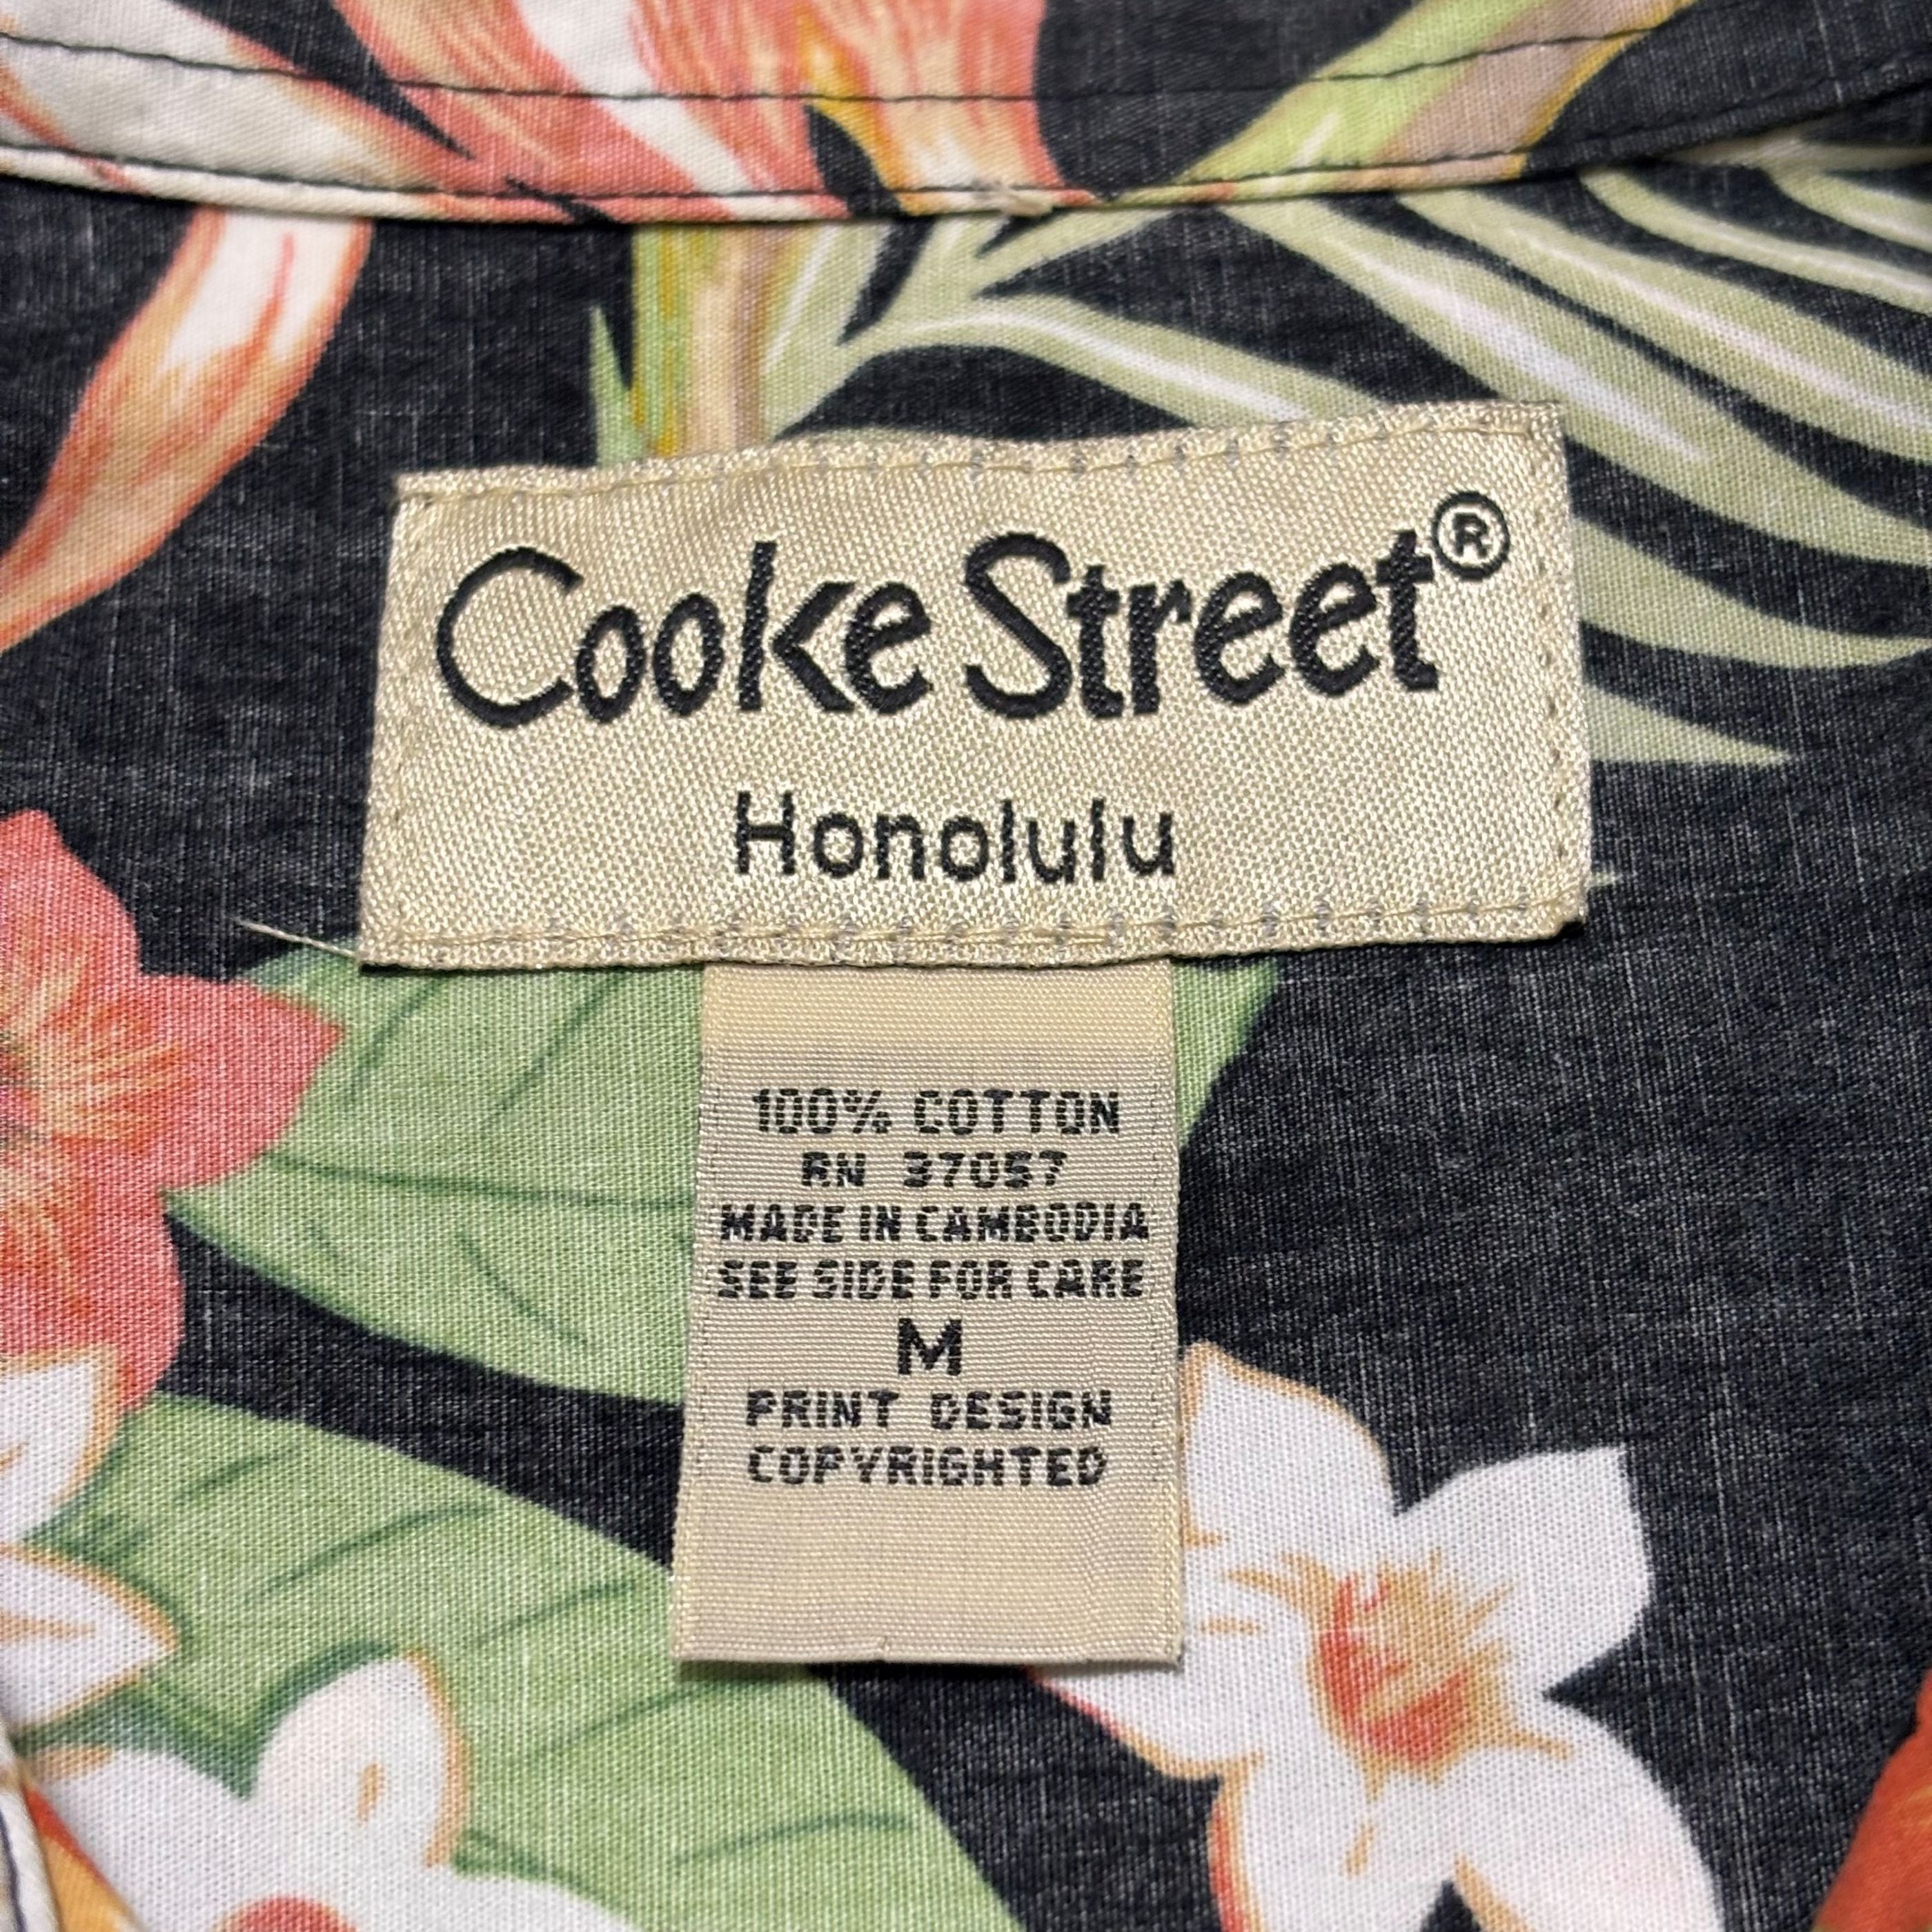 Cooke Street®
Honolulu
100% COTTON
RN 37057
MADE IN CAMBODIA
SEE SIDE FOR CARE
M
PRINT DESIGN
COPYRIGHTED